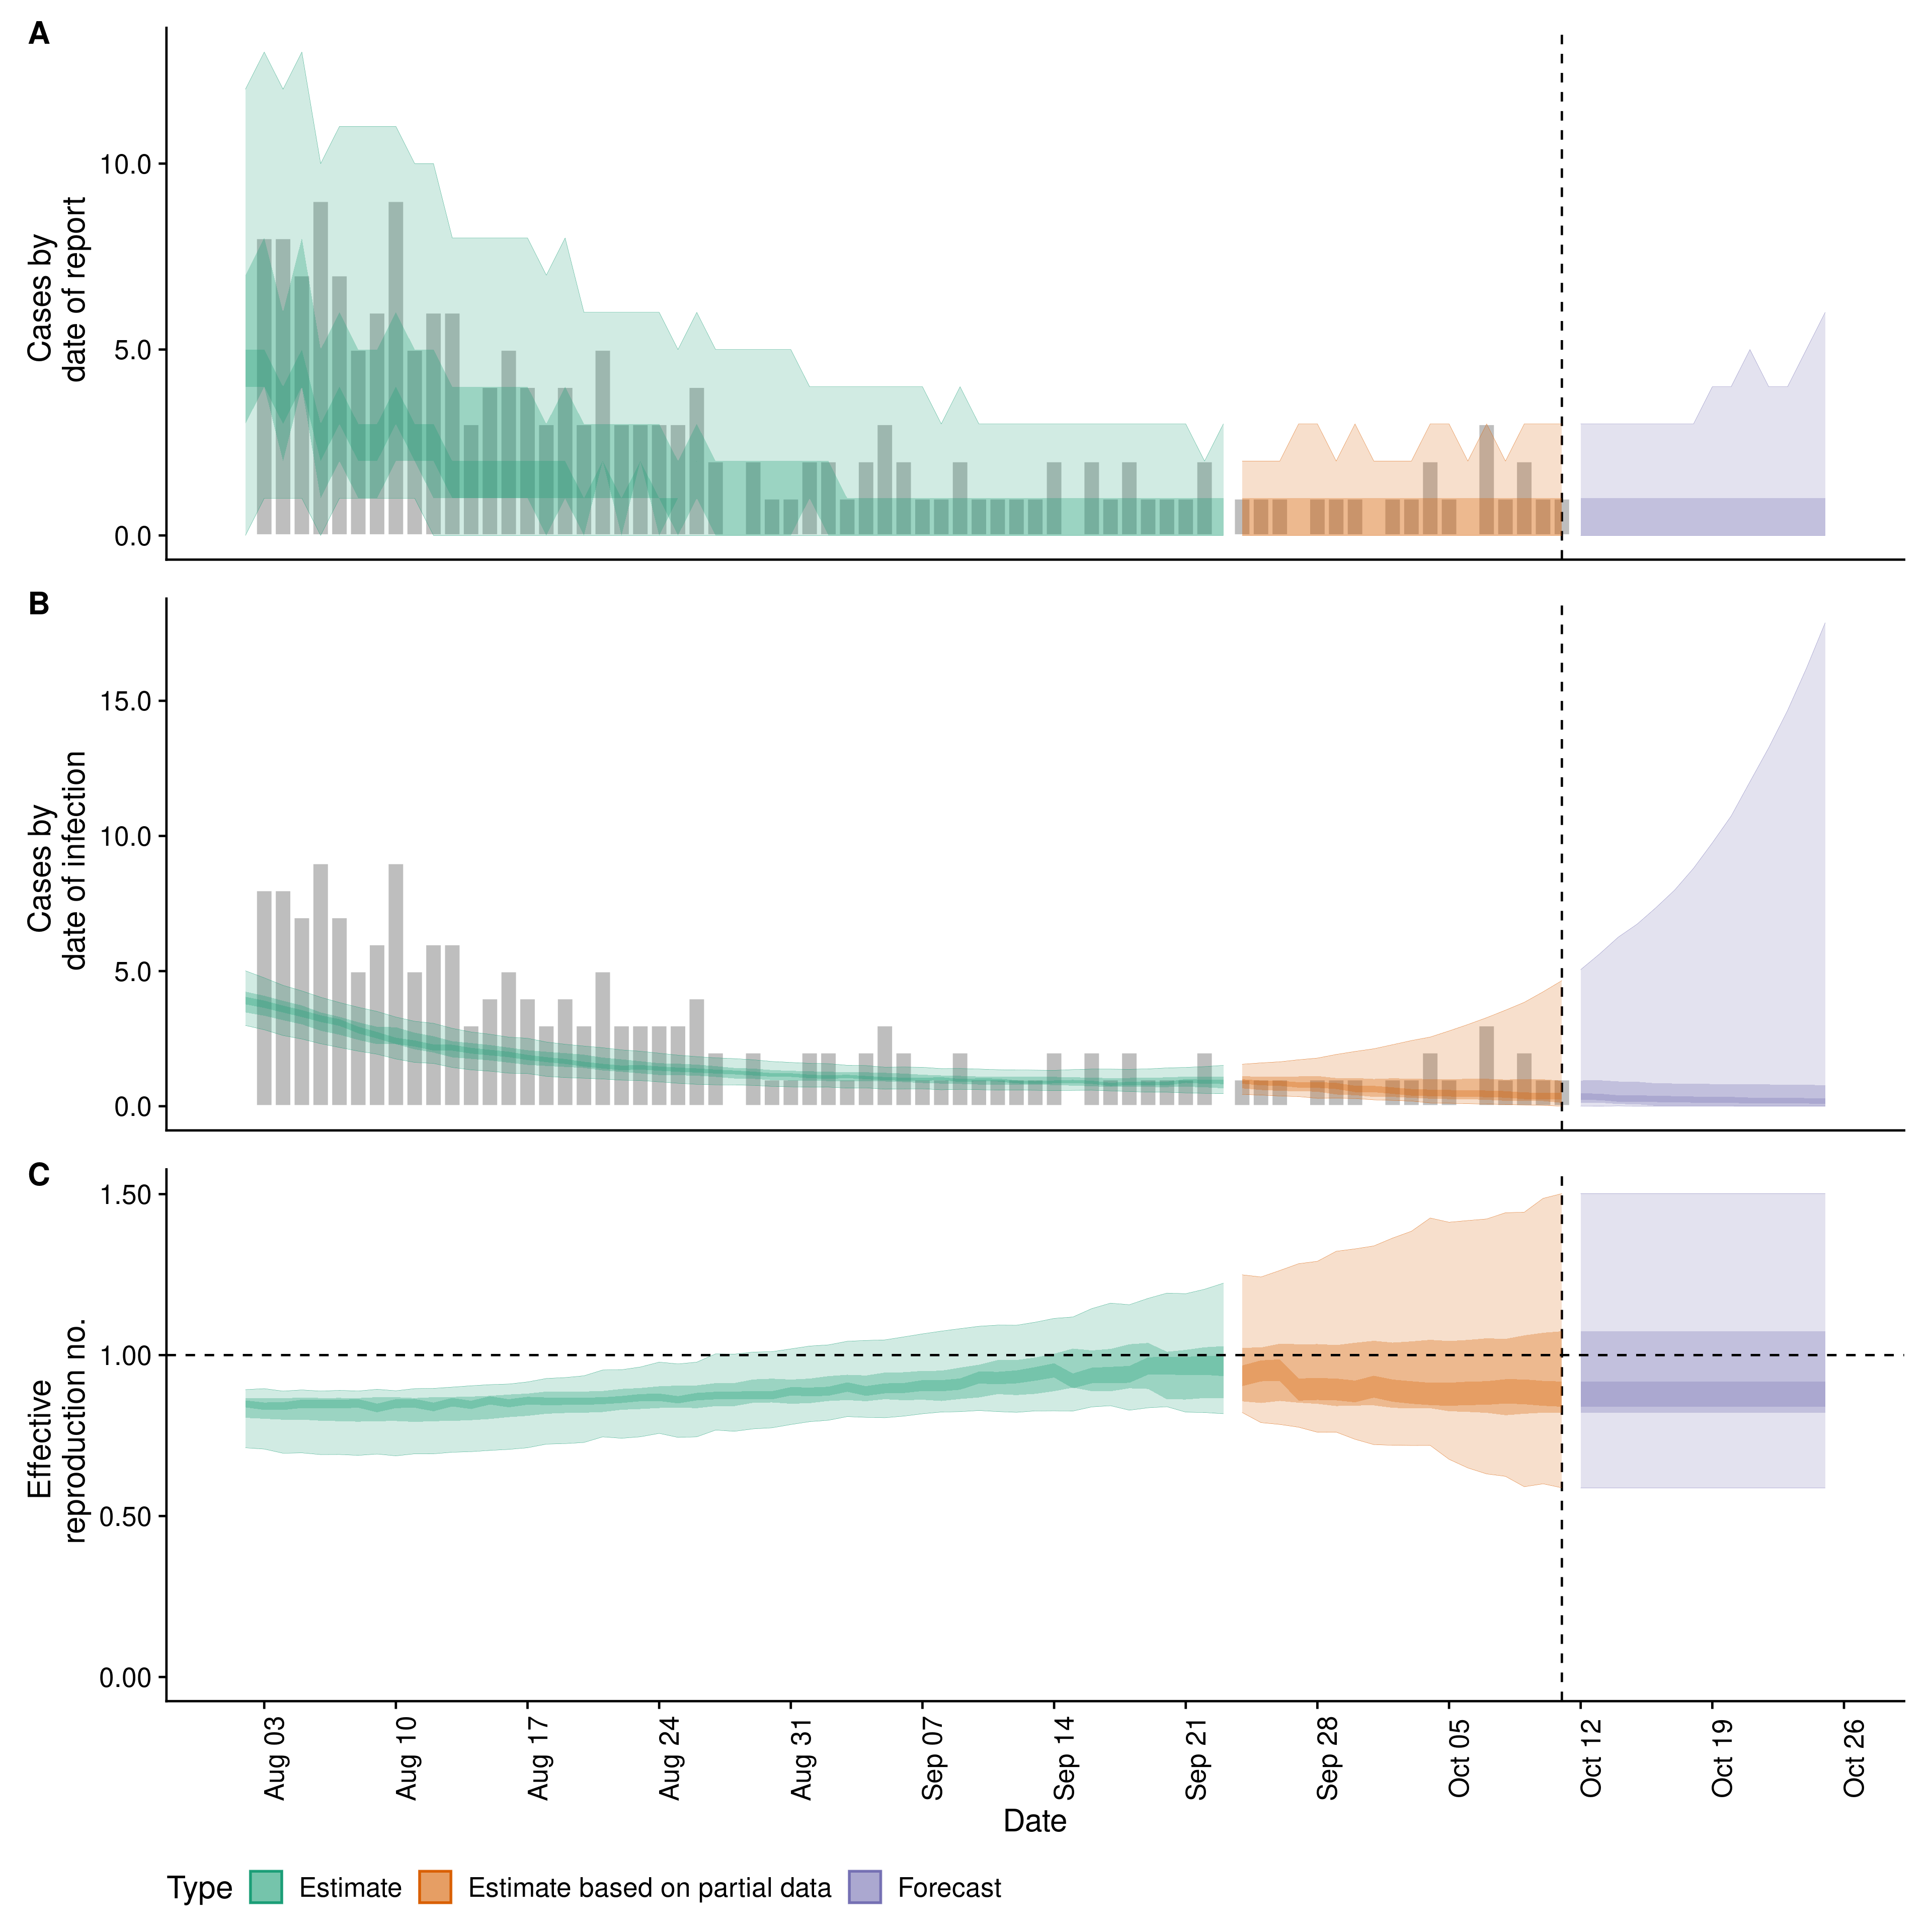 A
Cases by
date of report
10.0
5.0
0.0
B
Cases by
date of infection
15.0
10.0
5.0
0.0
C
Effective
reproduction no.
1.50
1.00
0.50
0.00
Aug 03
Aug 10
Aug 17
Aug 24
Aug 31
Sep 07
Sep 14
Sep 21
Sep 28
Oct 05
Oct 12
Oct 19
Oct 26
Date
Type
Estimate
Estimate based on partial data
Forecast